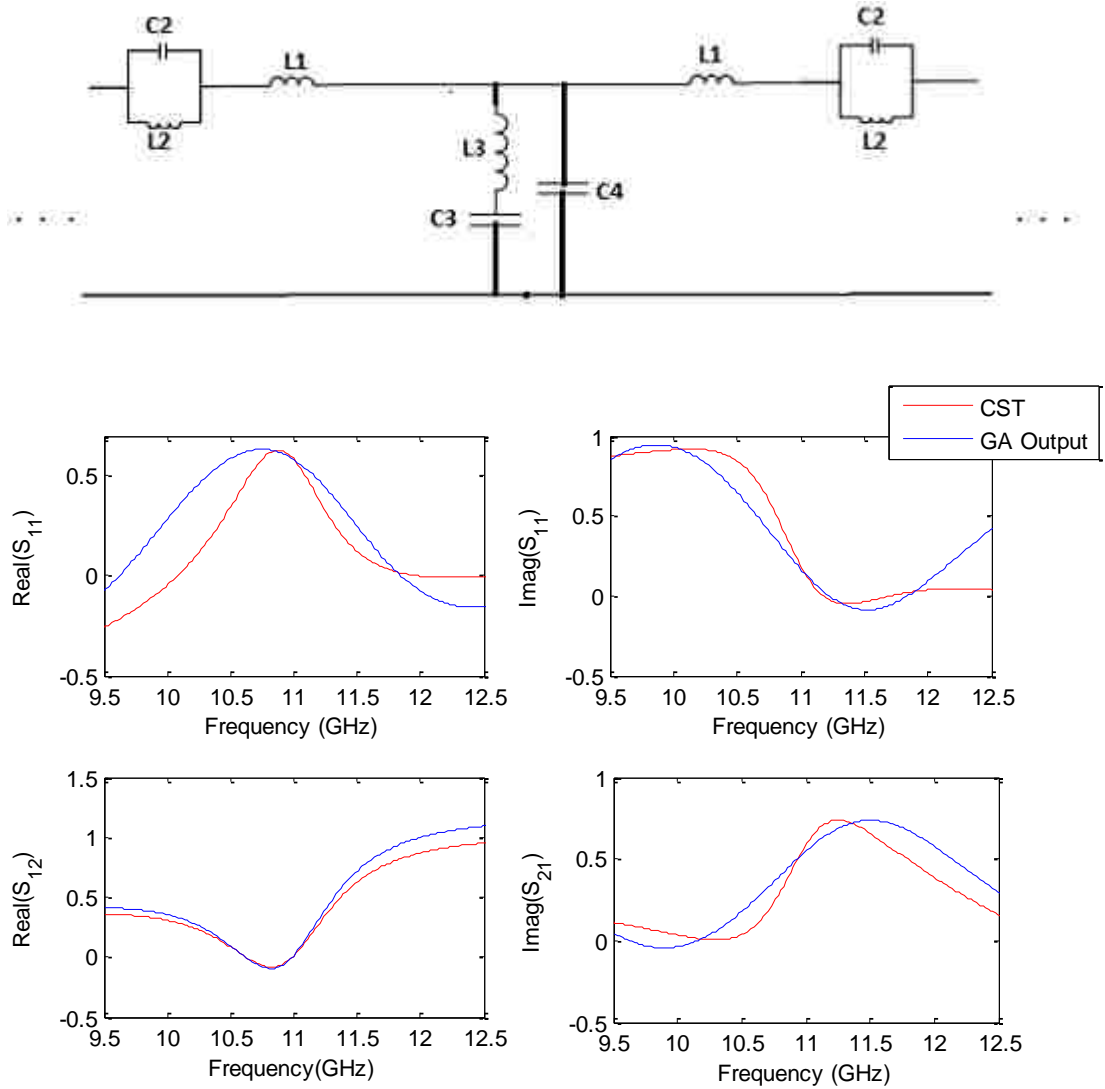 C2
C2
L1
L1
L2
L2
L3
C4
C3
. . .
. . .
CST
GA Output
Real(S11)
0.5
0
-0.5
9.5 10 10.5 11 11.5 12 12.5
Frequency (GHz)
Imag(S11)
1
0.5
0
-0.5
9.5 10 10.5 11 11.5 12 12.5
Frequency (GHz)
Real(S12)
1.5
1
0.5
0
-0.5
9.5 10 10.5 11 11.5 12 12.5
Frequency(GHz)
Imag(S21)
1
0.5
0
-0.5
9.5 10 10.5 11 11.5 12 12.5
Frequency (GHz)